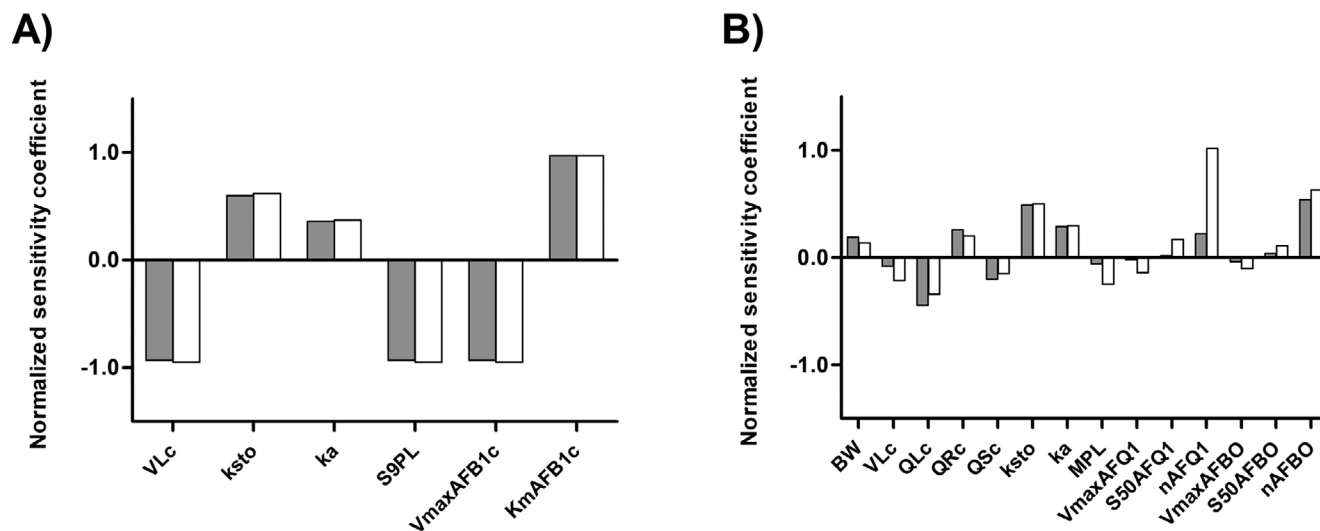 A)
Normalized sensitivity coefficient
1.0
0.0
-1.0
VLc
ksto
ka
S9PL
VmaxAFB1c
KmAFB1c
B)
Normalized sensitivity coefficient
1.0
0.0
-1.0
BW
VLc
QLc
QRc
QSc
ksto
ka
MPL
VmaxAFQ1
S50AFQ1
nAFQ1
VmaxAFBO
S50AFBO
nAFBO